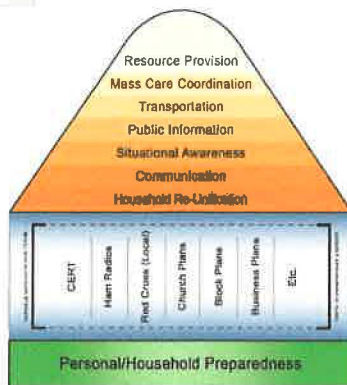 Resource Provision
Mass Care Coordination
Transportation
Public Information
Situational Awareness
Communication
Household Re-Unification
CERT
Ham Radios
Red Cross (Local)
Church Plans
Block Plans
Business Plans
Etc.
Personal/Household Preparedness